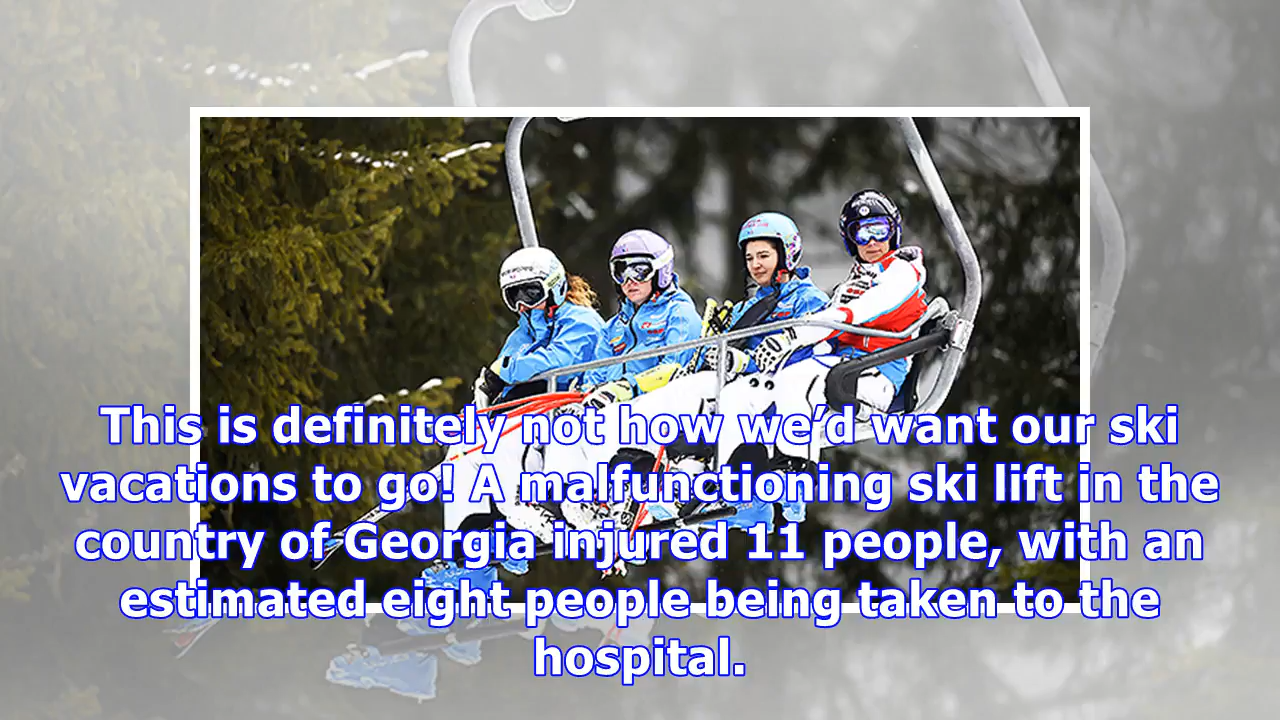 This is definitely not how we’d want our ski
vacations to go! A malfunctioning ski lift in the
country of Georgia injured 11 people, with an
estimated eight people being taken to the
hospital.